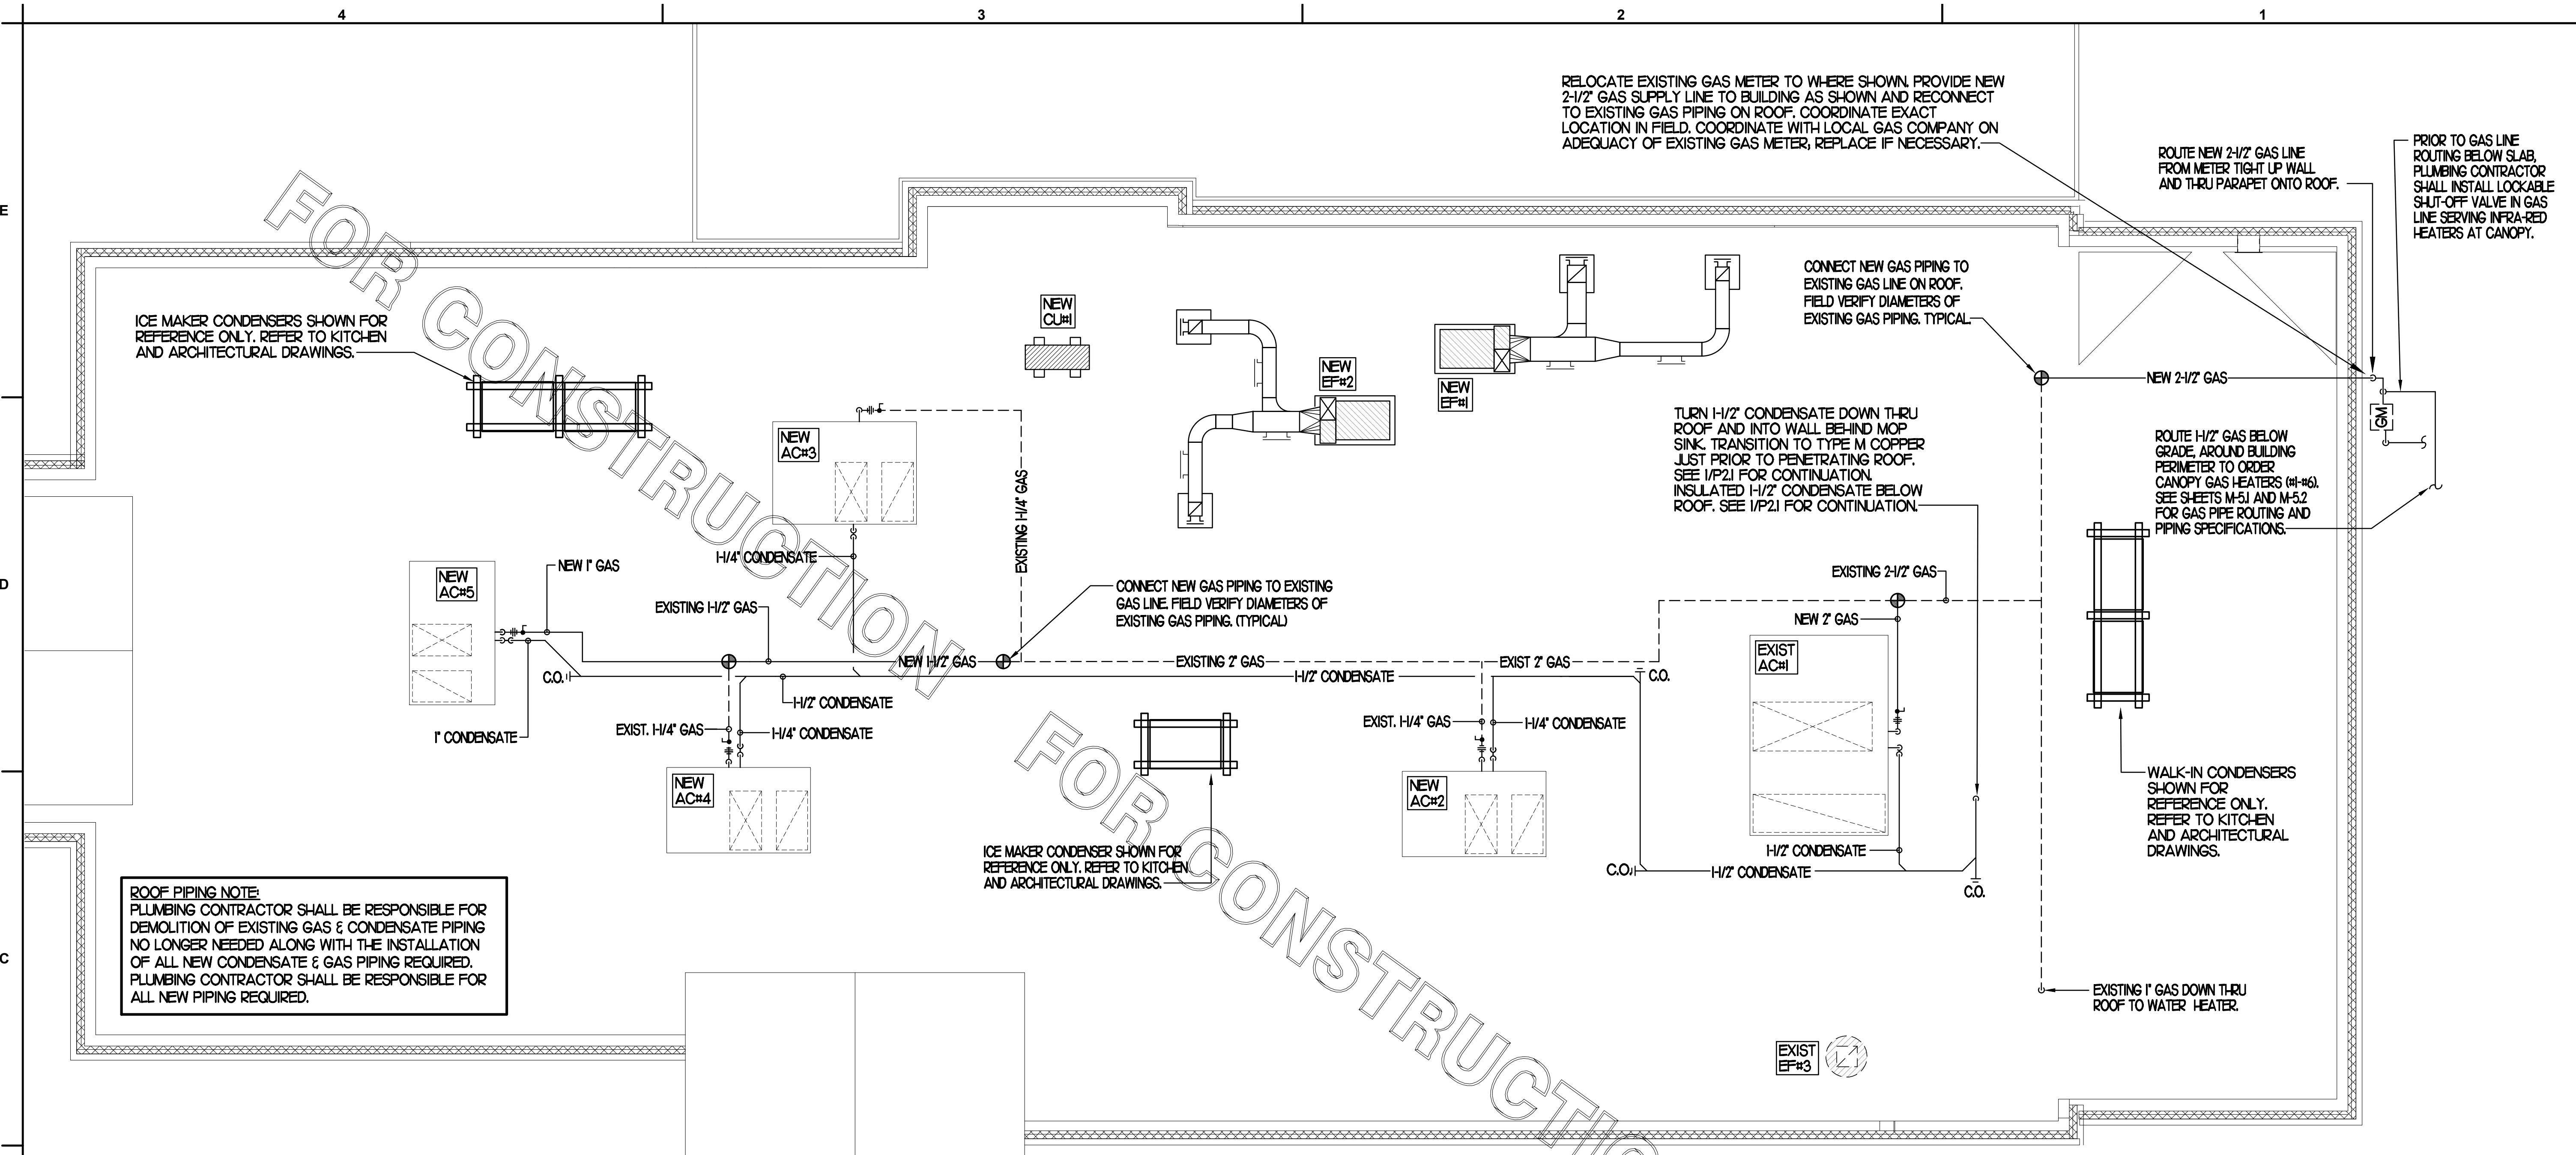 4
3
2
1
E
D
C
RELOCATE EXISTING GAS METER TO WHERE SHOWN. PROVIDE NEW
2-1/2" GAS SUPPLY LINE TO BUILDING AS SHOWN AND RECONNECT
TO EXISTING GAS PIPING ON ROOF. COORDINATE EXACT
LOCATION IN FIELD. COORDINATE WITH LOCAL GAS COMPANY ON
ADEQUACY OF EXISTING GAS METER, REPLACE IF NECESSARY.
ROUTE NEW 2-1/2" GAS LINE
FROM METER TIGHT UP WALL
AND THRU PARAPET ONTO ROOF.
PRIOR TO GAS LINE
ROUTING BELOW SLAB,
PLUMBING CONTRACTOR
SHALL INSTALL LOCKABLE
SHUT-OFF VALVE IN GAS
LINE SERVING INFRA-RED
HEATERS AT CANOPY.
FOR CONSTRUCTION
ICE MAKER CONDENSERS SHOWN FOR
REFERENCE ONLY. REFER TO KITCHEN
AND ARCHITECTURAL DRAWINGS.
NEW
CU#1
NEW
EF#2
NEW
EF#1
CONNECT NEW GAS PIPING TO
EXISTING GAS LINE ON ROOF.
FIELD VERIFY DIAMETERS OF
EXISTING GAS PIPING. TYPICAL.
NEW 2-1/2" GAS
GM
NEW
AC#3
EXISTING 1-1/4" GAS
1-1/4" CONDENSATE
TURN 1-1/2" CONDENSATE DOWN THRU
ROOF AND INTO WALL BEHIND MOP
SINK. TRANSITION TO TYPE M COPPER
JUST PRIOR TO PENETRATING ROOF.
SEE 1/P2.1 FOR CONTINUATION.
INSULATED 1-1/2" CONDENSATE BELOW
ROOF. SEE 1/P2.1 FOR CONTINUATION.
ROUTE 1-1/2" GAS BELOW
GRADE, AROUND BUILDING
PERIMETER TO ORDER
CANOPY GAS HEATERS (#1-#6).
SEE SHEETS M-5.1 AND M-5.2
FOR GAS PIPE ROUTING AND
PIPING SPECIFICATIONS.
NEW
AC#5
NEW 1" GAS
EXISTING 1-1/2" GAS
CONNECT NEW GAS PIPING TO EXISTING
GAS LINE. FIELD VERIFY DIAMETERS OF
EXISTING GAS PIPING. (TYPICAL)
EXISTING 2-1/2" GAS
NEW 2" GAS
EXIST
AC#1
NEW 1-1/2" GAS
EXISTING 2" GAS
EXIST 2" GAS
C.O.
1-1/2" CONDENSATE
C.O.
1-1/2" CONDENSATE
1" CONDENSATE
EXIST. 1-1/4" GAS
1-1/4" CONDENSATE
EXIST. 1-1/4" GAS
1-1/4" CONDENSATE
NEW
AC#4
NEW
AC#2
FOR CONSTRUCTIO
WALK-IN CONDENSERS
SHOWN FOR
REFERENCE ONLY.
REFER TO KITCHEN
AND ARCHITECTURAL
DRAWINGS.
ICE MAKER CONDENSER SHOWN FOR
REFERENCE ONLY. REFER TO KITCHEN
AND ARCHITECTURAL DRAWINGS.
1-1/2" CONDENSATE
C.O.
1-1/2" CONDENSATE
C.O.
ROOF PIPING NOTE:
PLUMBING CONTRACTOR SHALL BE RESPONSIBLE FOR
DEMOLITION OF EXISTING GAS & CONDENSATE PIPING
NO LONGER NEEDED ALONG WITH THE INSTALLATION
OF ALL NEW CONDENSATE & GAS PIPING REQUIRED.
PLUMBING CONTRACTOR SHALL BE RESPONSIBLE FOR
ALL NEW PIPING REQUIRED.
EXISTING 1" GAS DOWN THRU
ROOF TO WATER HEATER.
EXIST
EF#3